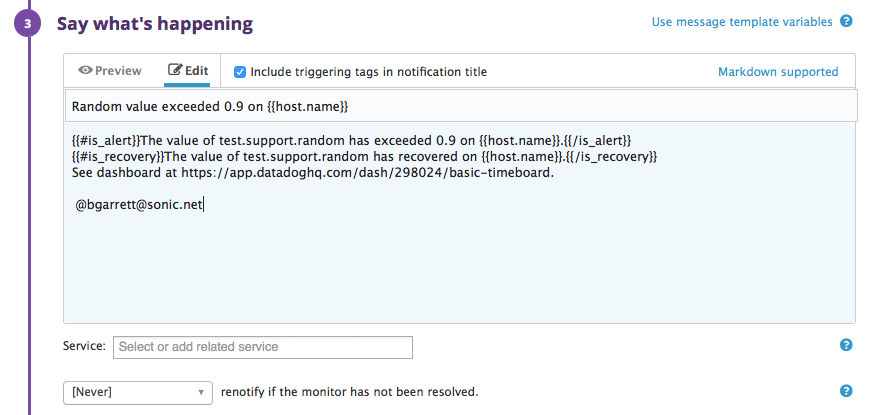 3 Say what's happening Use message template variables ?
Preview Edit Include triggering tags in notification title Markdown supported
Random value exceeded 0.9 on {{host.name}}
{{#is_alert}}The value of test.support.random has exceeded 0.9 on {{host.name}}.{{/is_alert}}
{{#is_recovery}}The value of test.support.random has recovered on {{host.name}}.{{/is_recovery}}
See dashboard at https://app.datadoghq.com/dash/298024/basic-timeboard.
@bgarrett@sonic.net
Service: Select or add related service ?
[Never] renotify if the monitor has not been resolved. ?